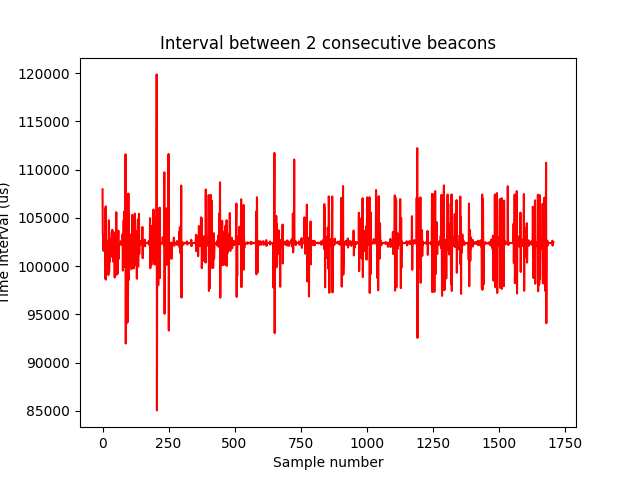 Interval between 2 consecutive beacons
120000
115000
110000
105000
100000
95000
90000
85000
Time Interval (us)
0 250 500 750 1000 1250 1500 1750
Sample number